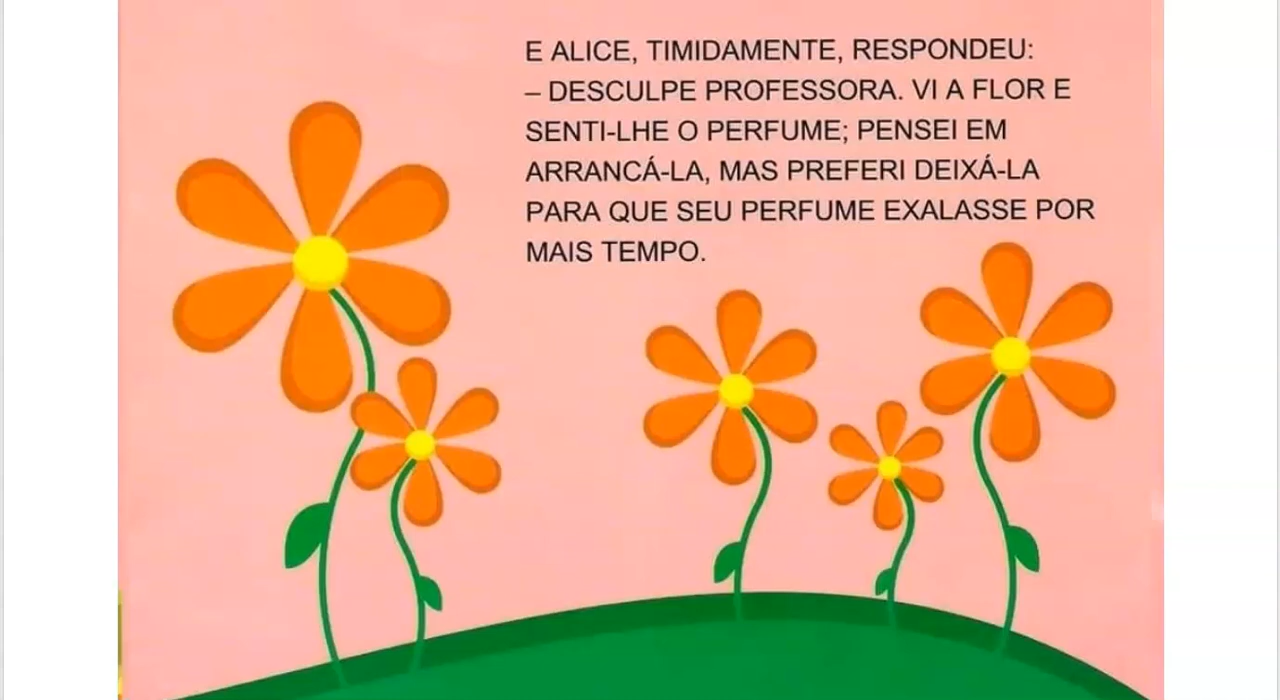 E ALICE, TIMIDAMENTE, RESPONDEU:
– DESCULPE PROFESSORA. VI A FLOR E
SENTI-LHE O PERFUME; PENSEI EM
ARRANCÁ-LA, MAS PREFERI DEIXÁ-LA
PARA QUE SEU PERFUME EXALASSE POR
MAIS TEMPO.